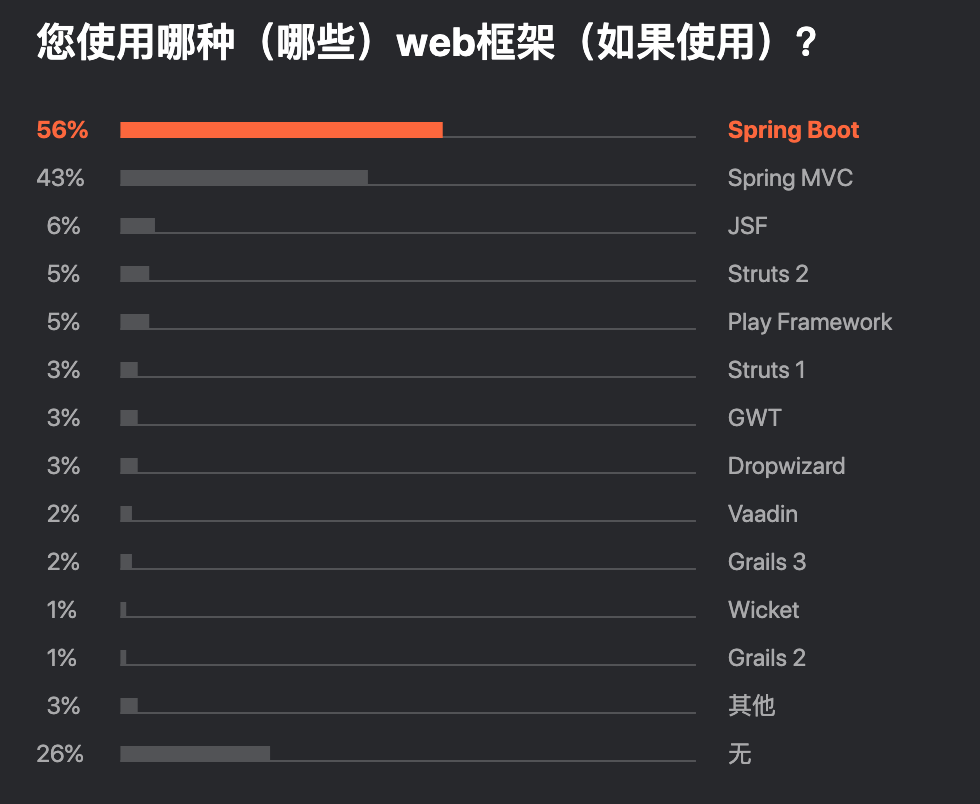 您使用哪种（哪些）web框架（如果使用）？
56% Spring Boot
43% Spring MVC
6% JSF
5% Struts 2
5% Play Framework
3% Struts 1
3% GWT
3% Dropwizard
2% Vaadin
2% Grails 3
1% Wicket
1% Grails 2
3% 其他
26% 无